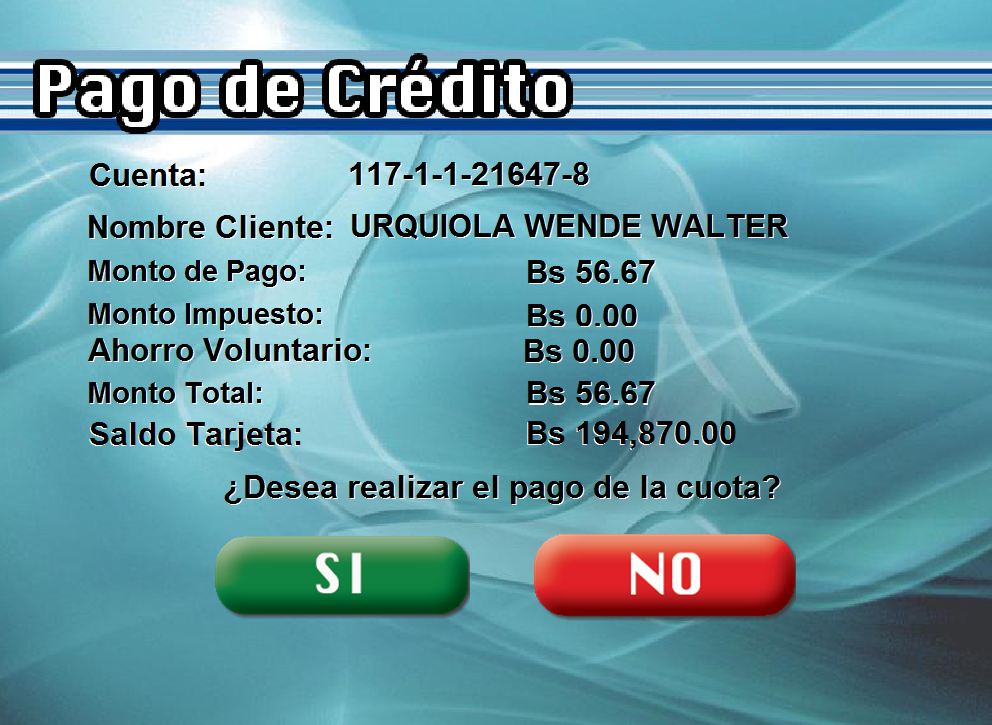 Pago de Crédito
Cuenta: 117-1-1-21647-8
Nombre Cliente: URQUIOLA WENDE WALTER
Monto de Pago: Bs 56.67
Monto Impuesto: Bs 0.00
Ahorro Voluntario: Bs 0.00
Monto Total: Bs 56.67
Saldo Tarjeta: Bs 194,870.00
¿Desea realizar el pago de la cuota?
SI NO